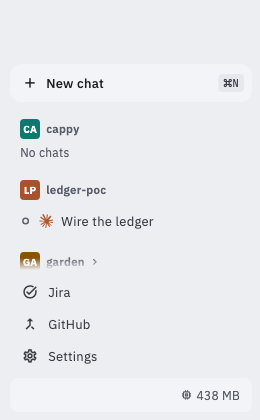 New chat ⌘N
CA cappy
No chats
LP ledger-poc
Wire the ledger
GA garden
Jira
GitHub
Settings
438 MB